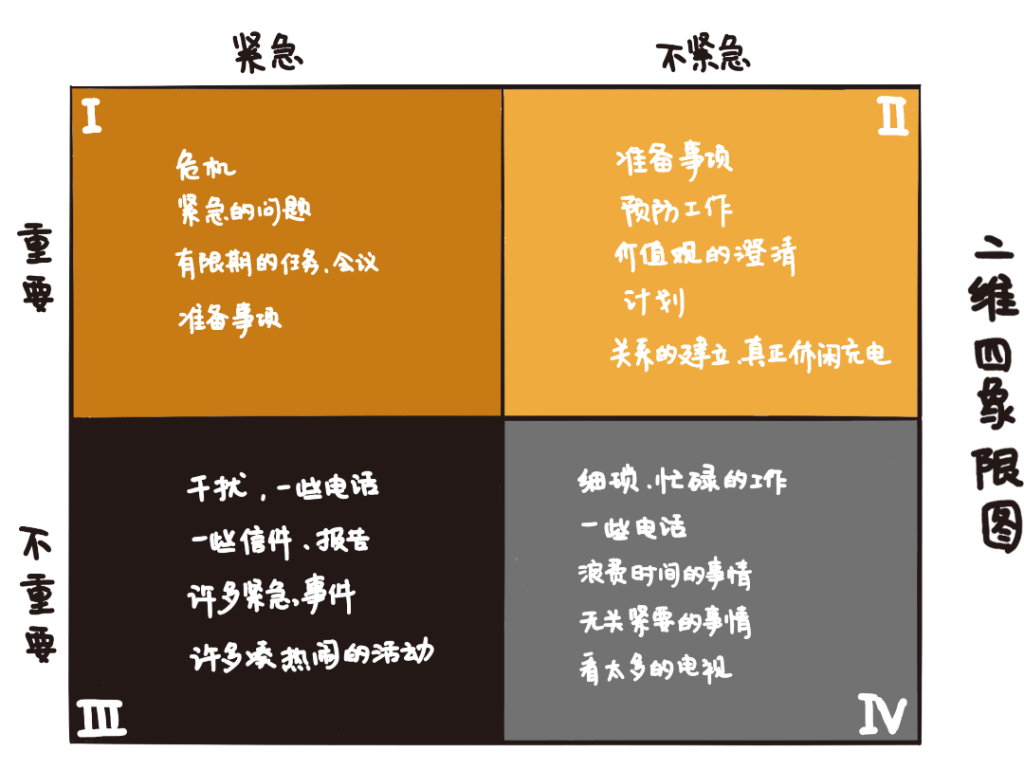 紧急
不紧急
重要
不重要
I
危机
紧急的问题
有限期的任务、会议
准备事项
II
准备事项
预防工作
价值观的澄清
计划
关系的建立、真正休闲充电
III
干扰，一些电话
一些信件、报告
许多紧急事件
许多凑热闹的活动
IV
细琐、忙碌的工作
一些电话
浪费时间的事情
无关紧要的事情
看太多的电视
二维四象限图